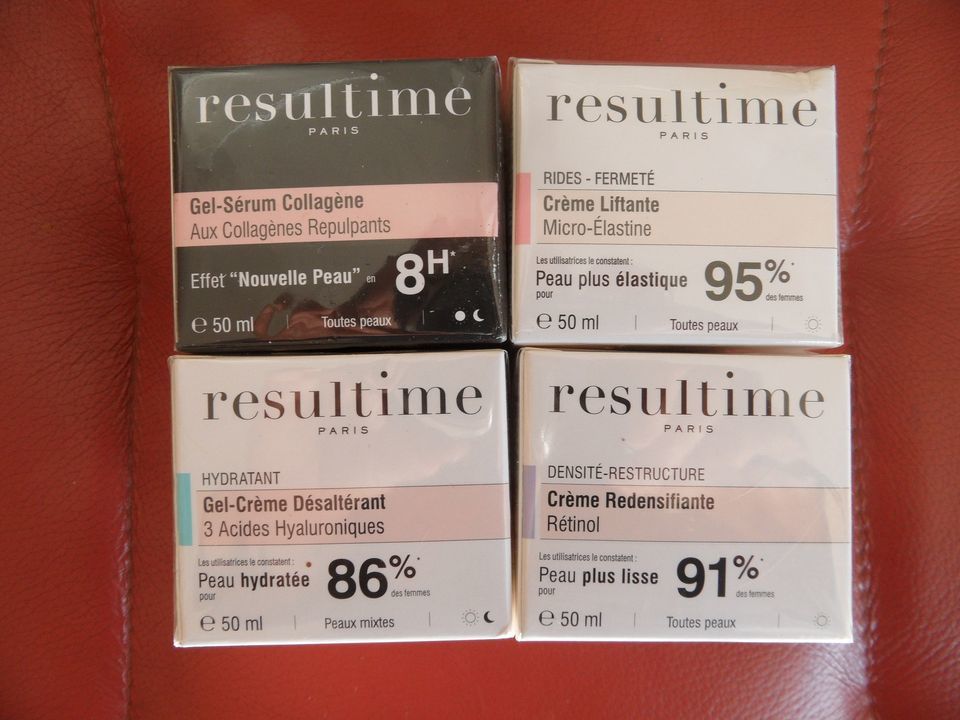 resultime
PARIS
Gel-Sérum Collagène
Aux Collagènes Repulpants
Effet "Nouvelle Peau" en 8H*
e 50 ml | Toutes peaux
resultime
PARIS
RIDES - FERMETÉ
Crème Liftante
Micro-Élastine
Les utilisatrices le constatent :
Peau plus élastique
pour
95%*
des femmes
e 50 ml | Toutes peaux
resultime
PARIS
HYDRATANT
Gel-Crème Désaltérant
3 Acides Hyaluroniques
Les utilisatrices le constatent :
Peau hydratée
pour
86%*
des femmes
e 50 ml | Peaux mixtes
resultime
PARIS
DENSITÉ-RESTRUCTURE
Crème Redensifiante
Rétinol
Les utilisatrices le constatent :
Peau plus lisse
pour
91%*
des femmes
e 50 ml | Toutes peaux